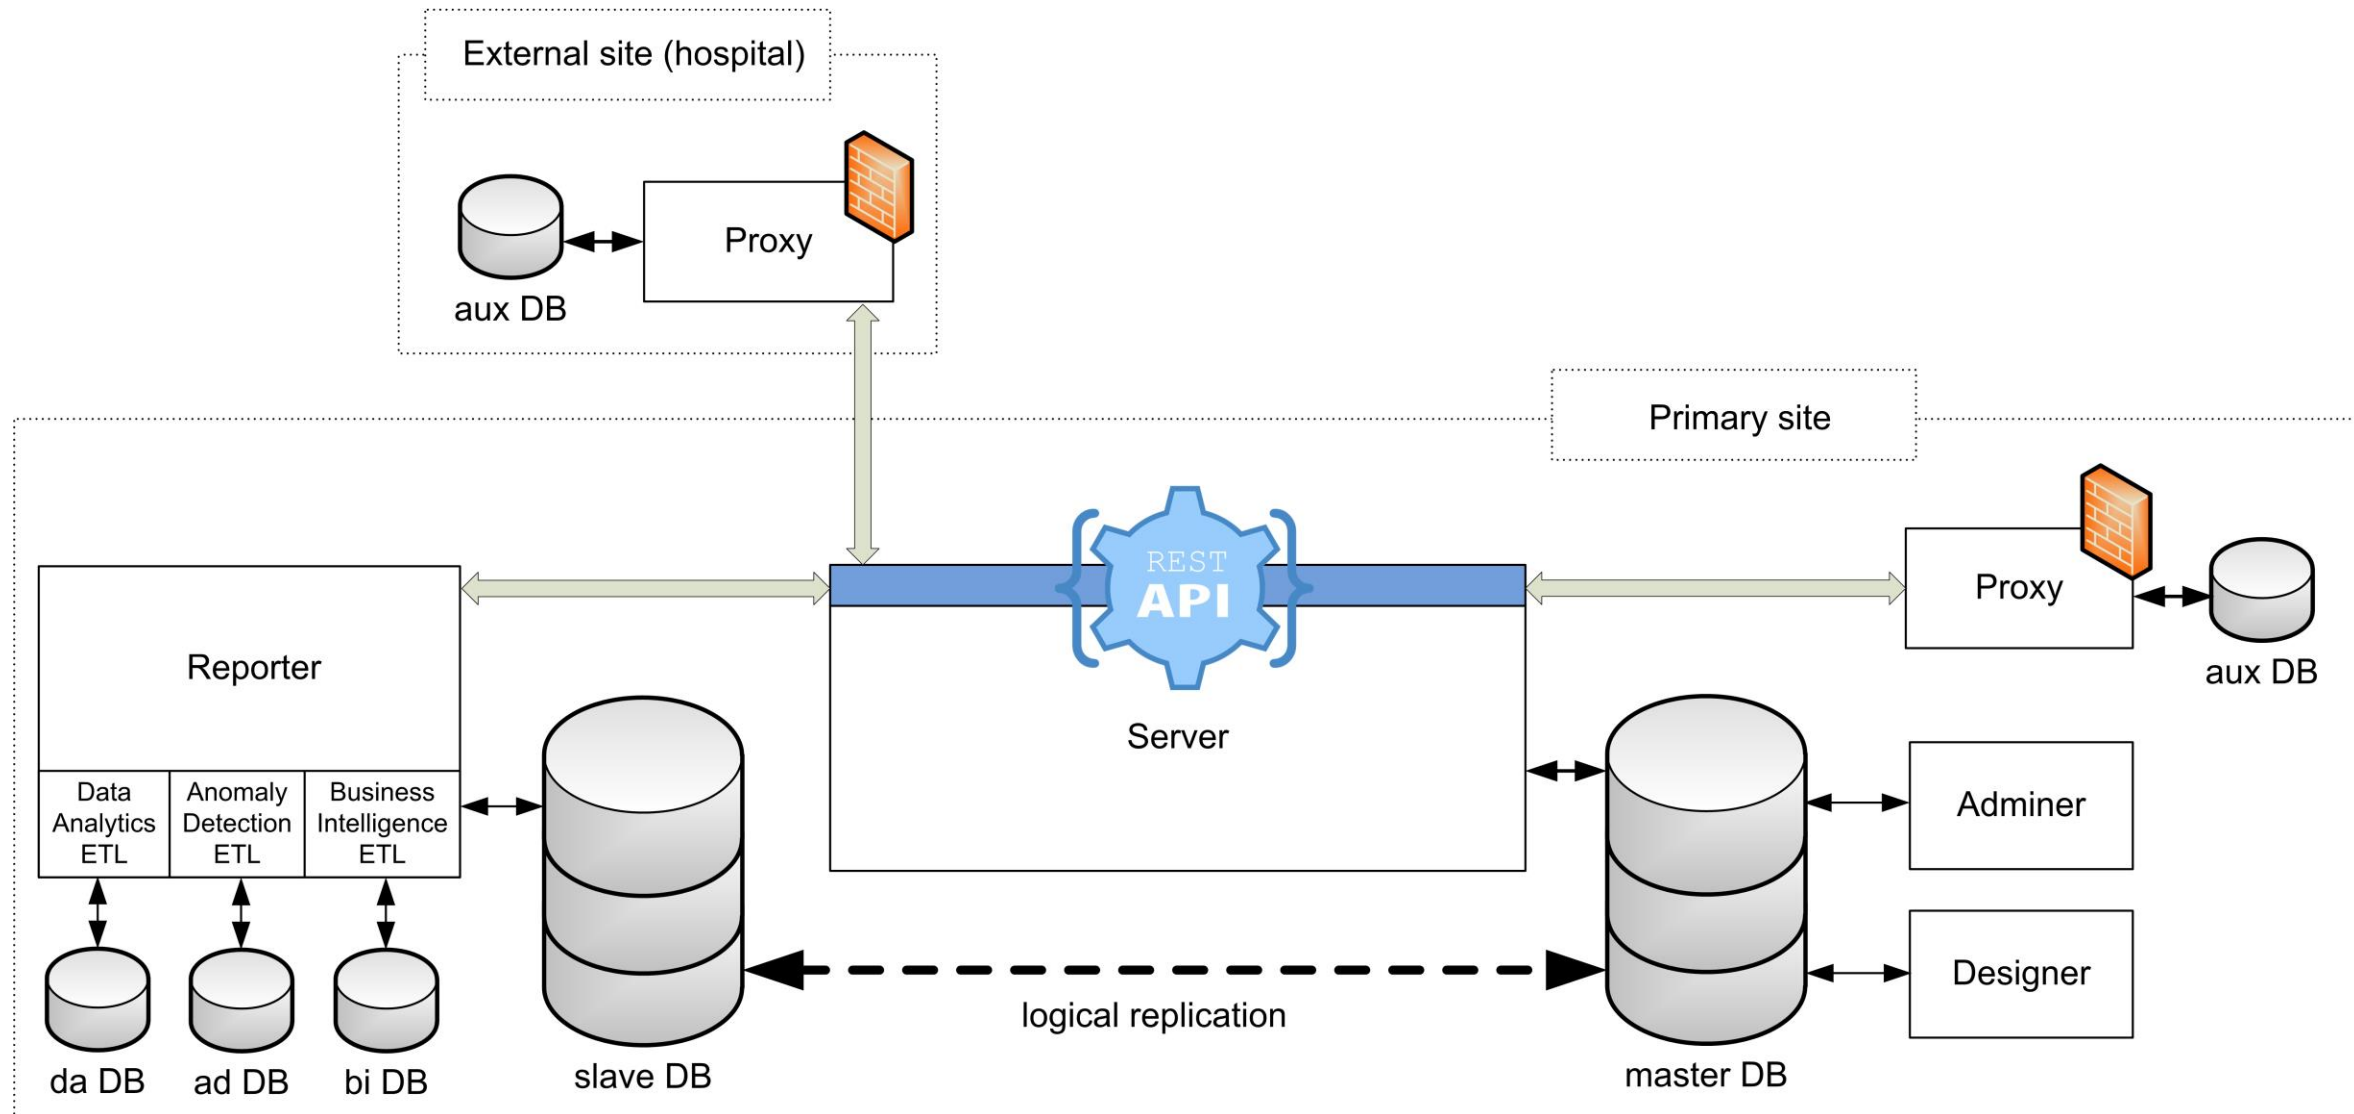 External site (hospital)
Proxy
aux DB
Primary site
REST
API
Proxy
aux DB
Reporter
Server
Data
Analytics
ETL
Anomaly
Detection
ETL
Business
Intelligence
ETL
Adminer
Designer
logical replication
da DB
ad DB
bi DB
slave DB
master DB